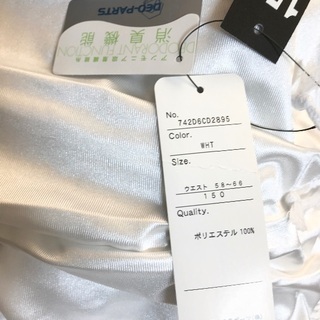 DEO-PARTS
DEODORANT FUNCTION
消臭機能
15
No.
742D6CD2895
Color.
WHT
Size.
ウエスト 58〜66
150
Quality.
ポリエステル 100%